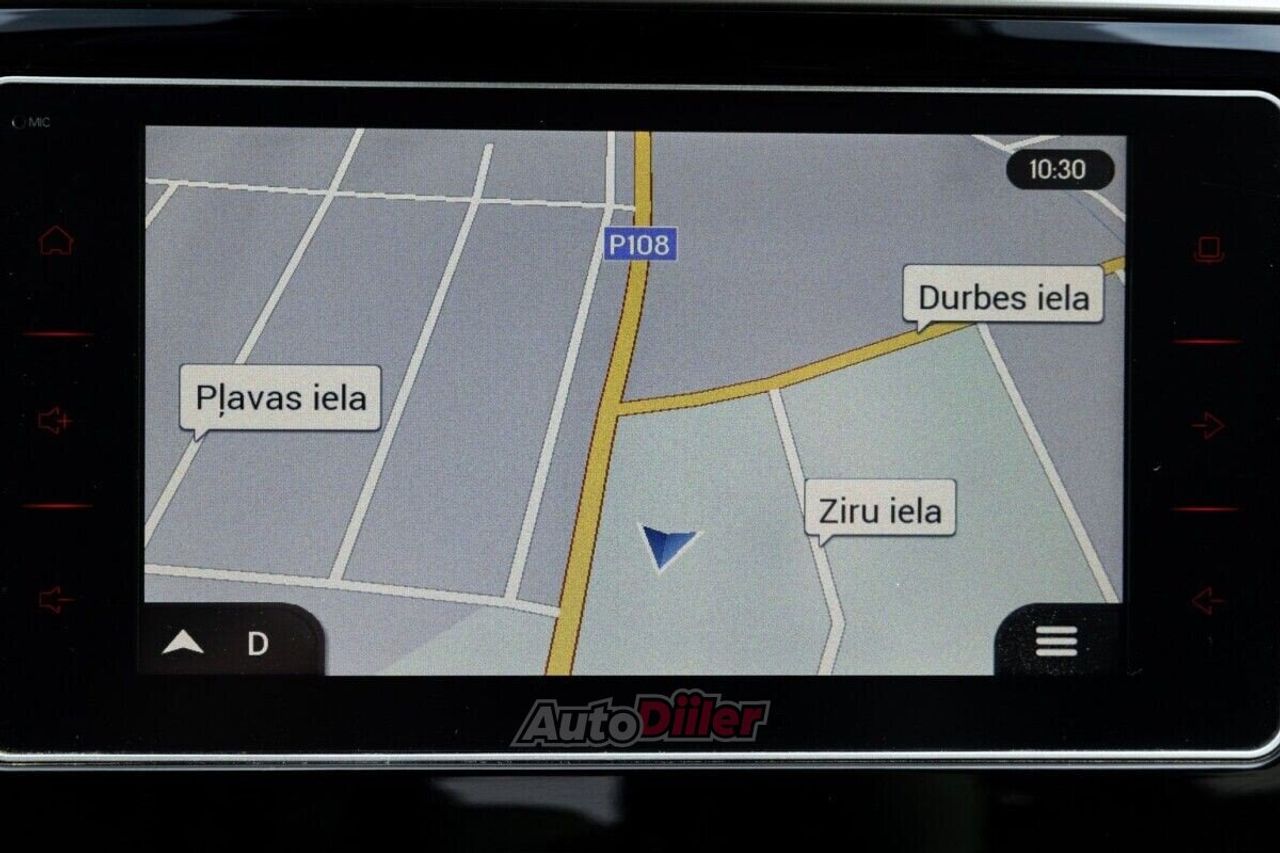 MIC
10:30
P108
Durbes iela
Pļavas iela
Ziru iela
D
AutoDiiler